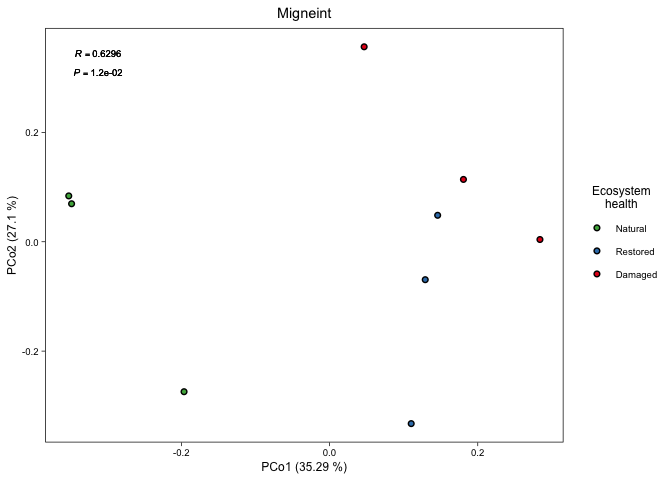 Migneint
R = 0.6296
P = 1.2e-02
0.2
0.0
-0.2
PCo2 (27.1 %)
-0.2
0.0
0.2
PCo1 (35.29 %)
Ecosystem
health
Natural
Restored
Damaged